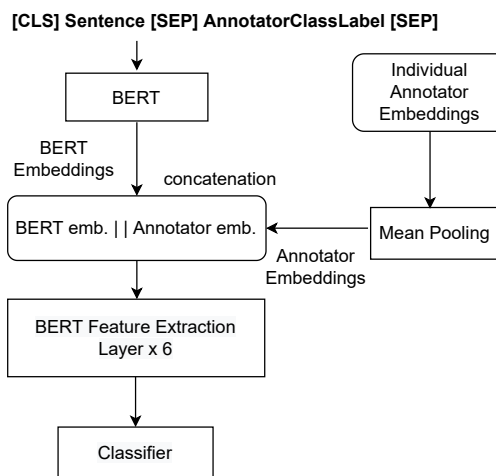 [CLS] Sentence [SEP] AnnotatorClassLabel [SEP]
BERT
Individual
Annotator
Embeddings
BERT
Embeddings
concatenation
BERT emb. | | Annotator emb.
Mean Pooling
Annotator
Embeddings
BERT Feature Extraction
Layer x 6
Classifier